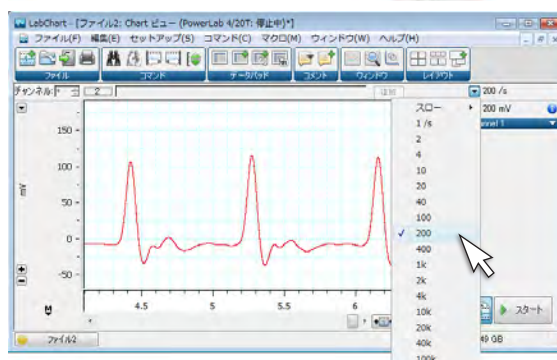 LabChart - [ファイル2: Chart ビュー (PowerLab 4/20T: 停止中)*]
ファイル(F) 編集(E) セットアップ(S) コマンド(C) マクロ(M) ウィンドウ(W) ヘルプ(H)
ファイル コマンド データパッド コメント ウィンドウ レイアウト
チャンネル: 2 注釈 200 /s
スロー
1 /s
2
4
10
20
40
100
✓ 200
400
1k
2k
4k
10k
20k
40k
100k
200 mV
150
100
50
0
-50
mV
4.5 5 5.5 6
スタート
ファイル2